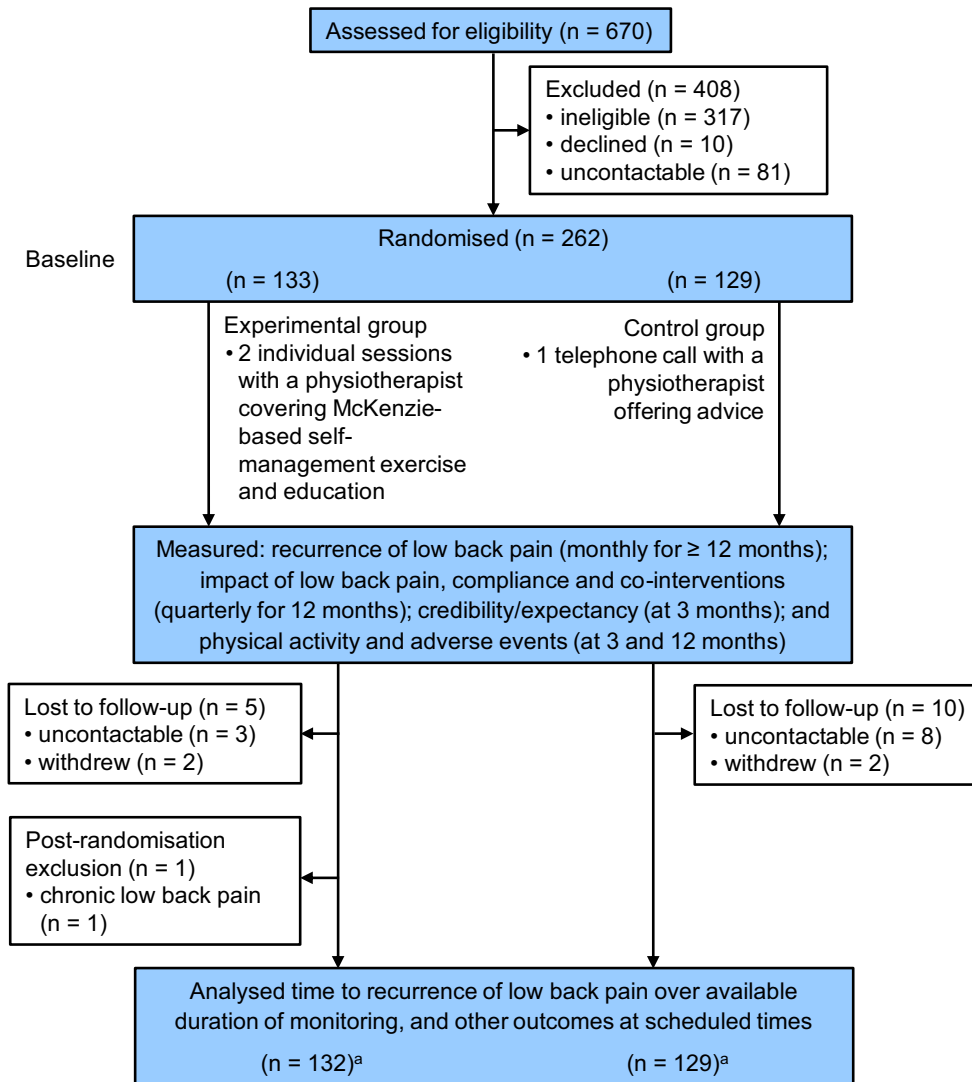 Assessed for eligibility (n = 670)
Excluded (n = 408)
• ineligible (n = 317)
• declined (n = 10)
• uncontactable (n = 81)
Baseline
Randomised (n = 262)
(n = 133)
(n = 129)
Experimental group
• 2 individual sessions
with a physiotherapist
covering McKenzie-
based self-
management exercise
and education
Control group
• 1 telephone call with a
physiotherapist
offering advice
Measured: recurrence of low back pain (monthly for ≥ 12 months);
impact of low back pain, compliance and co-interventions
(quarterly for 12 months); credibility/expectancy (at 3 months); and
physical activity and adverse events (at 3 and 12 months)
Lost to follow-up (n = 5)
• uncontactable (n = 3)
• withdrew (n = 2)
Lost to follow-up (n = 10)
• uncontactable (n = 8)
• withdrew (n = 2)
Post-randomisation
exclusion (n = 1)
• chronic low back pain
(n = 1)
Analysed time to recurrence of low back pain over available
duration of monitoring, and other outcomes at scheduled times
(n = 132)ᵃ
(n = 129)ᵃ